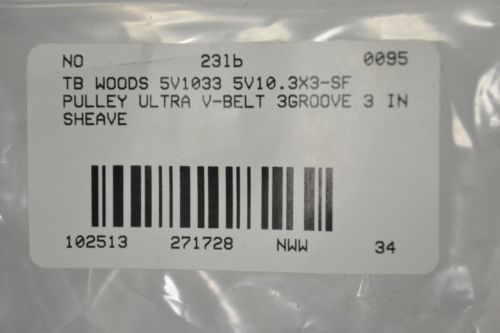 NO 23lb 0095
TB WOODS 5V1033 5V10.3X3-SF
PULLEY ULTRA V-BELT 3GROOVE 3 IN
SHEAVE
102513 271728 NWW 34